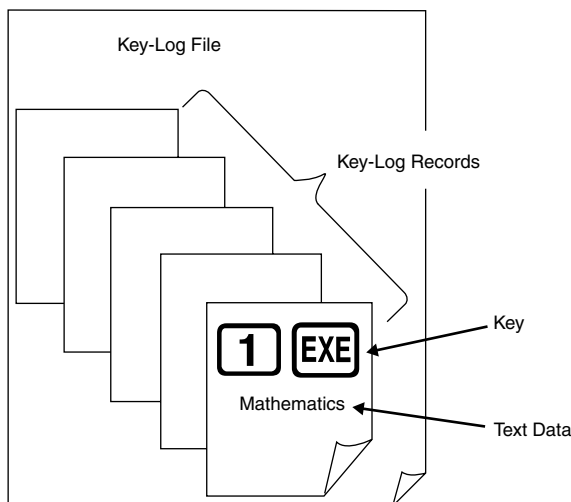 Key-Log File
Key-Log Records
1 EXE
Key
Mathematics
Text Data